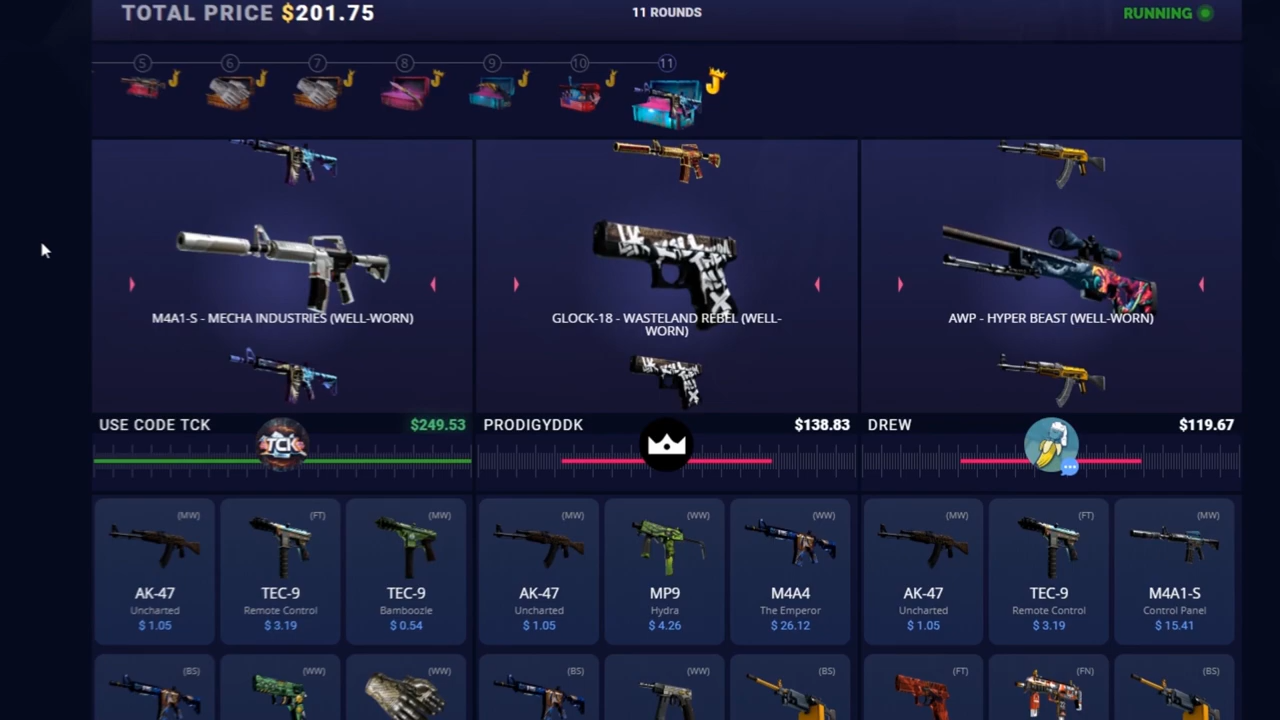 TOTAL PRICE $201.75
11 ROUNDS
RUNNING
5 6 7 8 9 10 11
M4A1-S - MECHA INDUSTRIES (WELL-WORN)
GLOCK-18 - WASTELAND REBEL (WELL-
WORN)
AWP - HYPER BEAST (WELL-WORN)
USE CODE TCK $249.53
TCK
PRODIGYDDK $138.83
DREW $119.67
(MW) (FT) (MW) (MW) (WW) (WW) (MW) (FT) (MW)
AK-47 TEC-9 TEC-9 AK-47 MP9 M4A4 AK-47 TEC-9 M4A1-S
Uncharted Remote Control Bamboozle Uncharted Hydra The Emperor Uncharted Remote Control Control Panel
$ 1.05 $ 3.19 $ 0.54 $ 1.05 $ 4.26 $ 26.12 $ 1.05 $ 3.19 $ 15.41
(BS) (WW) (WW) (BS) (WW) (BS) (FT) (FN) (BS)